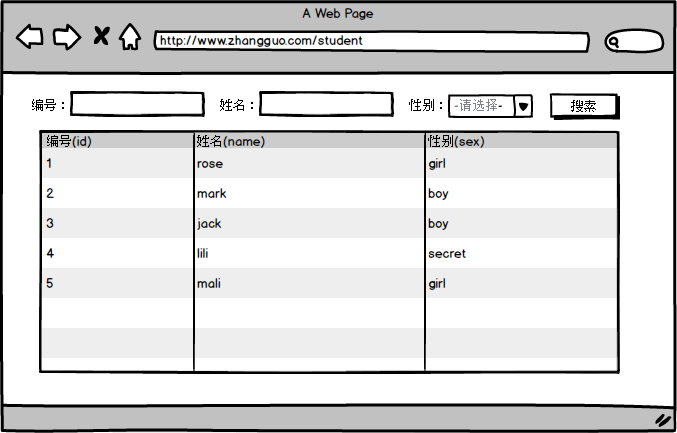 A Web Page
http://www.zhangguo.com/student
编号： 姓名： 性别： -请选择- 搜索
编号(id) 姓名(name) 性别(sex)
1 rose girl
2 mark boy
3 jack boy
4 lili secret
5 mali girl